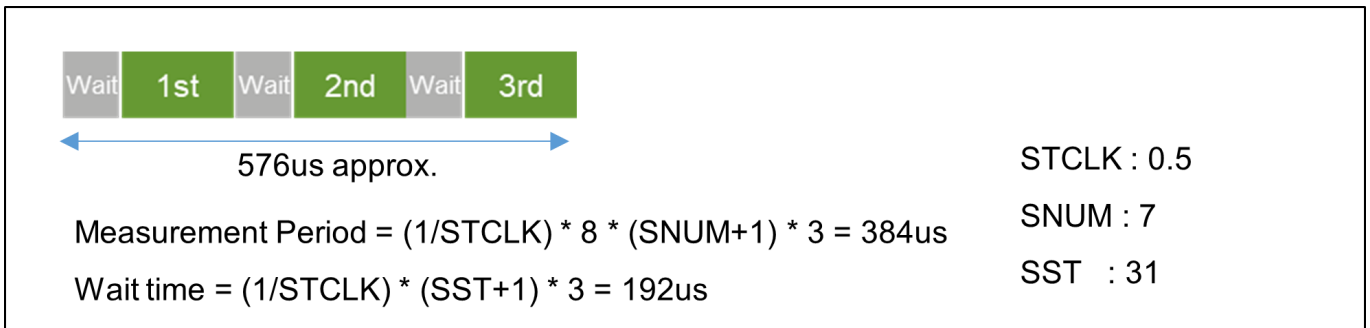 Wait 1st Wait 2nd Wait 3rd
576us approx.
STCLK : 0.5
SNUM : 7
Measurement Period = (1/STCLK) * 8 * (SNUM+1) * 3 = 384us
SST : 31
Wait time = (1/STCLK) * (SST+1) * 3 = 192us